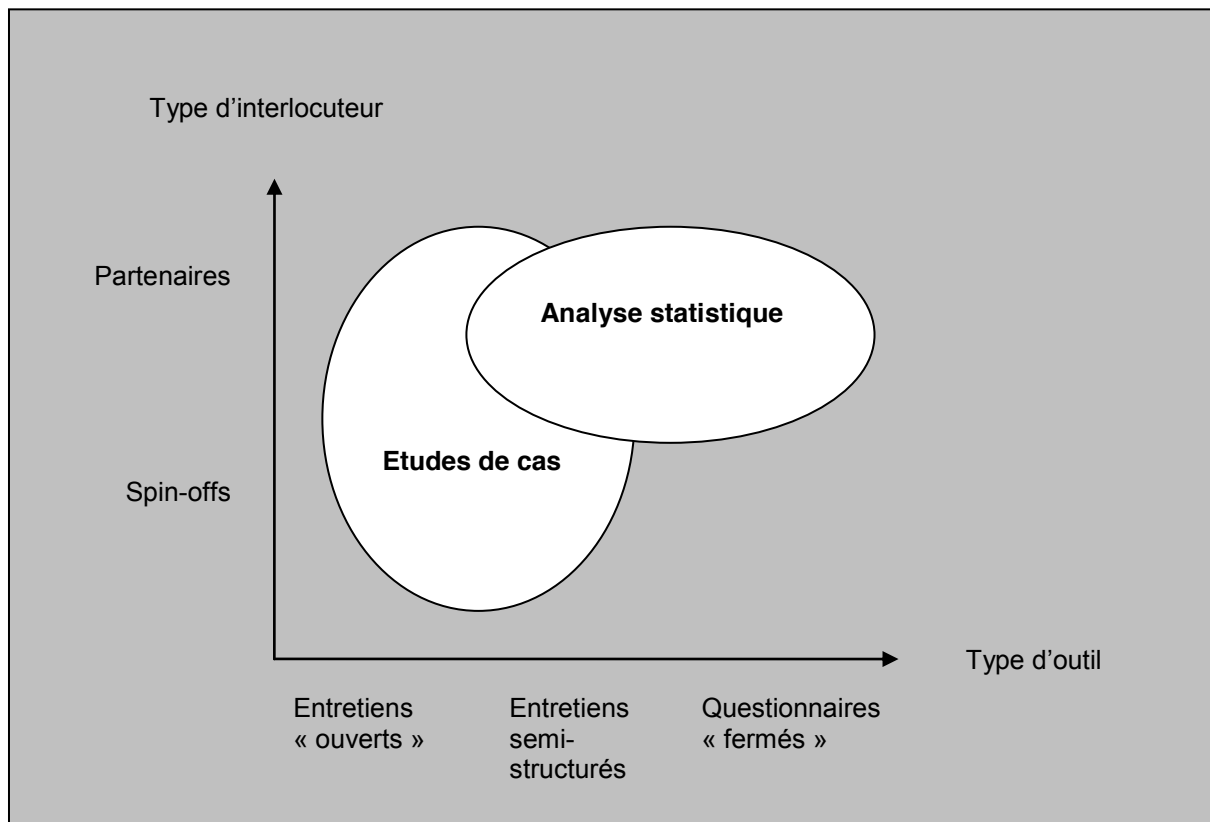 Type d’interlocuteur
Partenaires
Analyse statistique
Etudes de cas
Spin-offs
Type d’outil
Entretiens
« ouverts »
Entretiens
semi-
structurés
Questionnaires
« fermés »